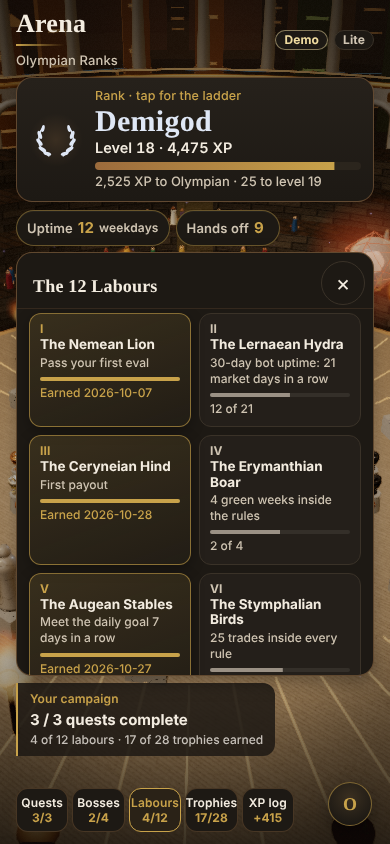 Arena
Olympian Ranks
Demo
Lite
Rank · tap for the ladder
Demigod
Level 18 · 4,475 XP
2,525 XP to Olympian · 25 to level 19
Uptime 12 weekdays
Hands off 9
The 12 Labours
×
I
The Nemean Lion
Pass your first eval
Earned 2026-10-07
II
The Lernaean Hydra
30-day bot uptime: 21
market days in a row
12 of 21
III
The Ceryneian Hind
First payout
Earned 2026-10-28
IV
The Erymanthian
Boar
4 green weeks inside
the rules
2 of 4
V
The Augean Stables
Meet the daily goal 7
days in a row
Earned 2026-10-27
VI
The Stymphalian
Birds
25 trades inside every
rule
Your campaign
3 / 3 quests complete
4 of 12 labours · 17 of 28 trophies earned
Quests
3/3
Bosses
2/4
Labours
4/12
Trophies
17/28
XP log
+415
O